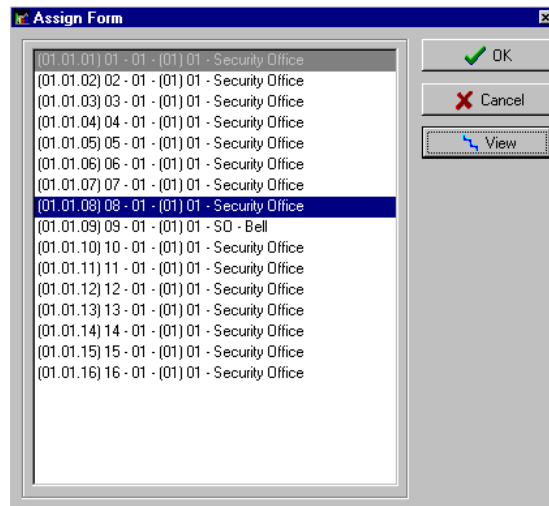 Assign Form
(01.01.01) 01 - 01 - (01) 01 - Security Office
(01.01.02) 02 - 01 - (01) 01 - Security Office
(01.01.03) 03 - 01 - (01) 01 - Security Office
(01.01.04) 04 - 01 - (01) 01 - Security Office
(01.01.05) 05 - 01 - (01) 01 - Security Office
(01.01.06) 06 - 01 - (01) 01 - Security Office
(01.01.07) 07 - 01 - (01) 01 - Security Office
(01.01.08) 08 - 01 - (01) 01 - Security Office
(01.01.09) 09 - 01 - (01) 01 - SO - Bell
(01.01.10) 10 - 01 - (01) 01 - Security Office
(01.01.11) 11 - 01 - (01) 01 - Security Office
(01.01.12) 12 - 01 - (01) 01 - Security Office
(01.01.13) 13 - 01 - (01) 01 - Security Office
(01.01.14) 14 - 01 - (01) 01 - Security Office
(01.01.15) 15 - 01 - (01) 01 - Security Office
(01.01.16) 16 - 01 - (01) 01 - Security Office
OK
Cancel
View